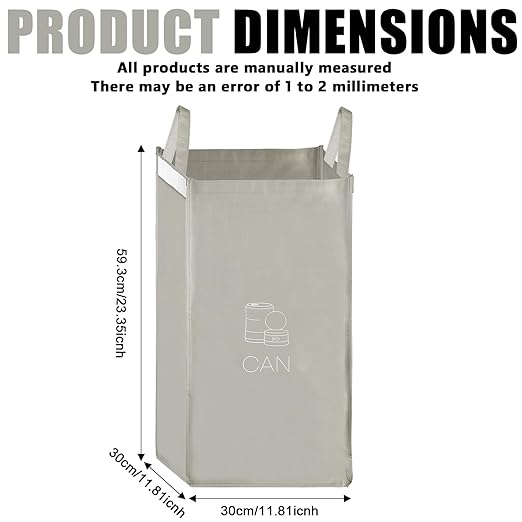 PRODUCT DIMENSIONS
All products are manually measured
There may be an error of 1 to 2 millimeters
59.3cm/23.35icnh
CAN
30cm/11.81icnh
30cm/11.81icnh